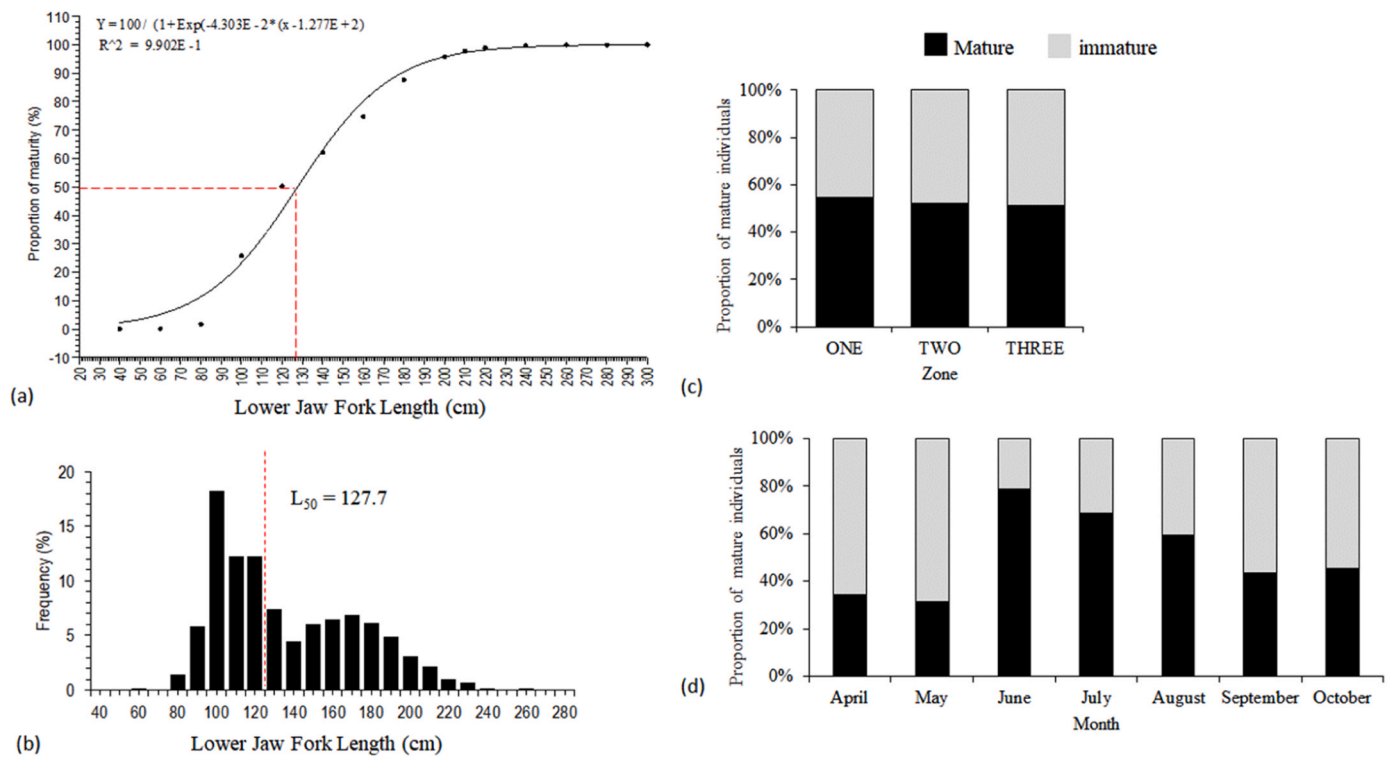 Y=100/ (1+Exp(-4.303E-2*(x-1.277E+2)
R^2 = 9.902E-1
110
100
90
80
70
60
50
40
30
20
10
0
-10
Proportion of maturity (%)
20 30 40 50 60 70 80 90 100 110 120 130 140 150 160 170 180 190 200 210 220 230 240 250 260 270 280 290 300
(a)
Lower Jaw Fork Length (cm)
L50 = 127.7
20
15
10
5
0
Frequency (%)
40 60 80 100 120 140 160 180 200 220 240 260 280
(b)
Lower Jaw Fork Length (cm)
Mature immature
100%
80%
60%
40%
20%
0%
Proportion of mature individuals
ONE TWO THREE
Zone
(c)
100%
80%
60%
40%
20%
0%
Proportion of mature individuals
April May June July August September October
Month
(d)